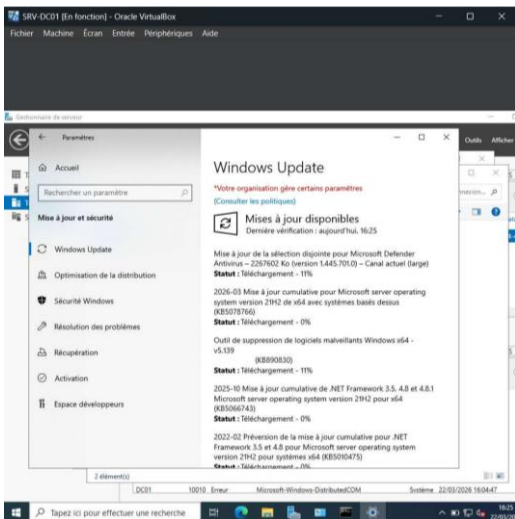 SRV-DC01 [En fonction] - Oracle VirtualBox
Fichier Machine Écran Entrée Périphériques Aide
Gestionnaire de serveur
Paramètres
Outils Afficher
Accueil
Rechercher un paramètre
Mise à jour et sécurité
Windows Update
Optimisation de la distribution
Sécurité Windows
Résolution des problèmes
Récupération
Activation
Espace développeurs
Windows Update
*Votre organisation gère certains paramètres
(Consulter les politiques)
Mises à jour disponibles
Dernière vérification : aujourd'hui, 16:25
Mise à jour de la sélection disjointe pour Microsoft Defender
Antivirus – 2267602 Ko (version 1.445.701.0) – Canal actuel (large)
Statut : Téléchargement - 11%
2026-03 Mise à jour cumulative pour Microsoft server operating
system version 21H2 de x64 avec systèmes basés dessus
(KB5078766)
Statut : Téléchargement - 0%
Outil de suppression de logiciels malveillants Windows x64 -
v5.139
(KB890830)
Statut : Téléchargement - 11%
2025-10 Mise à jour cumulative de .NET Framework 3.5, 4.8 et 4.8.1
Microsoft server operating system version 21H2 pour x64
(KB5066743)
Statut : Téléchargement - 0%
2022-02 Préversion de la mise à jour cumulative pour .NET
Framework 3.5 et 4.8 pour Microsoft server operating
system version 21H2 pour systèmes x64 (KB5010475)
Statut : Téléchargement - 0%
2 élément(s)
DC01 10010 Erreur Microsoft-Windows-DistributedCOM Système 22/03/2026 16:04:47
Tapez ici pour effectuer une recherche
16:25